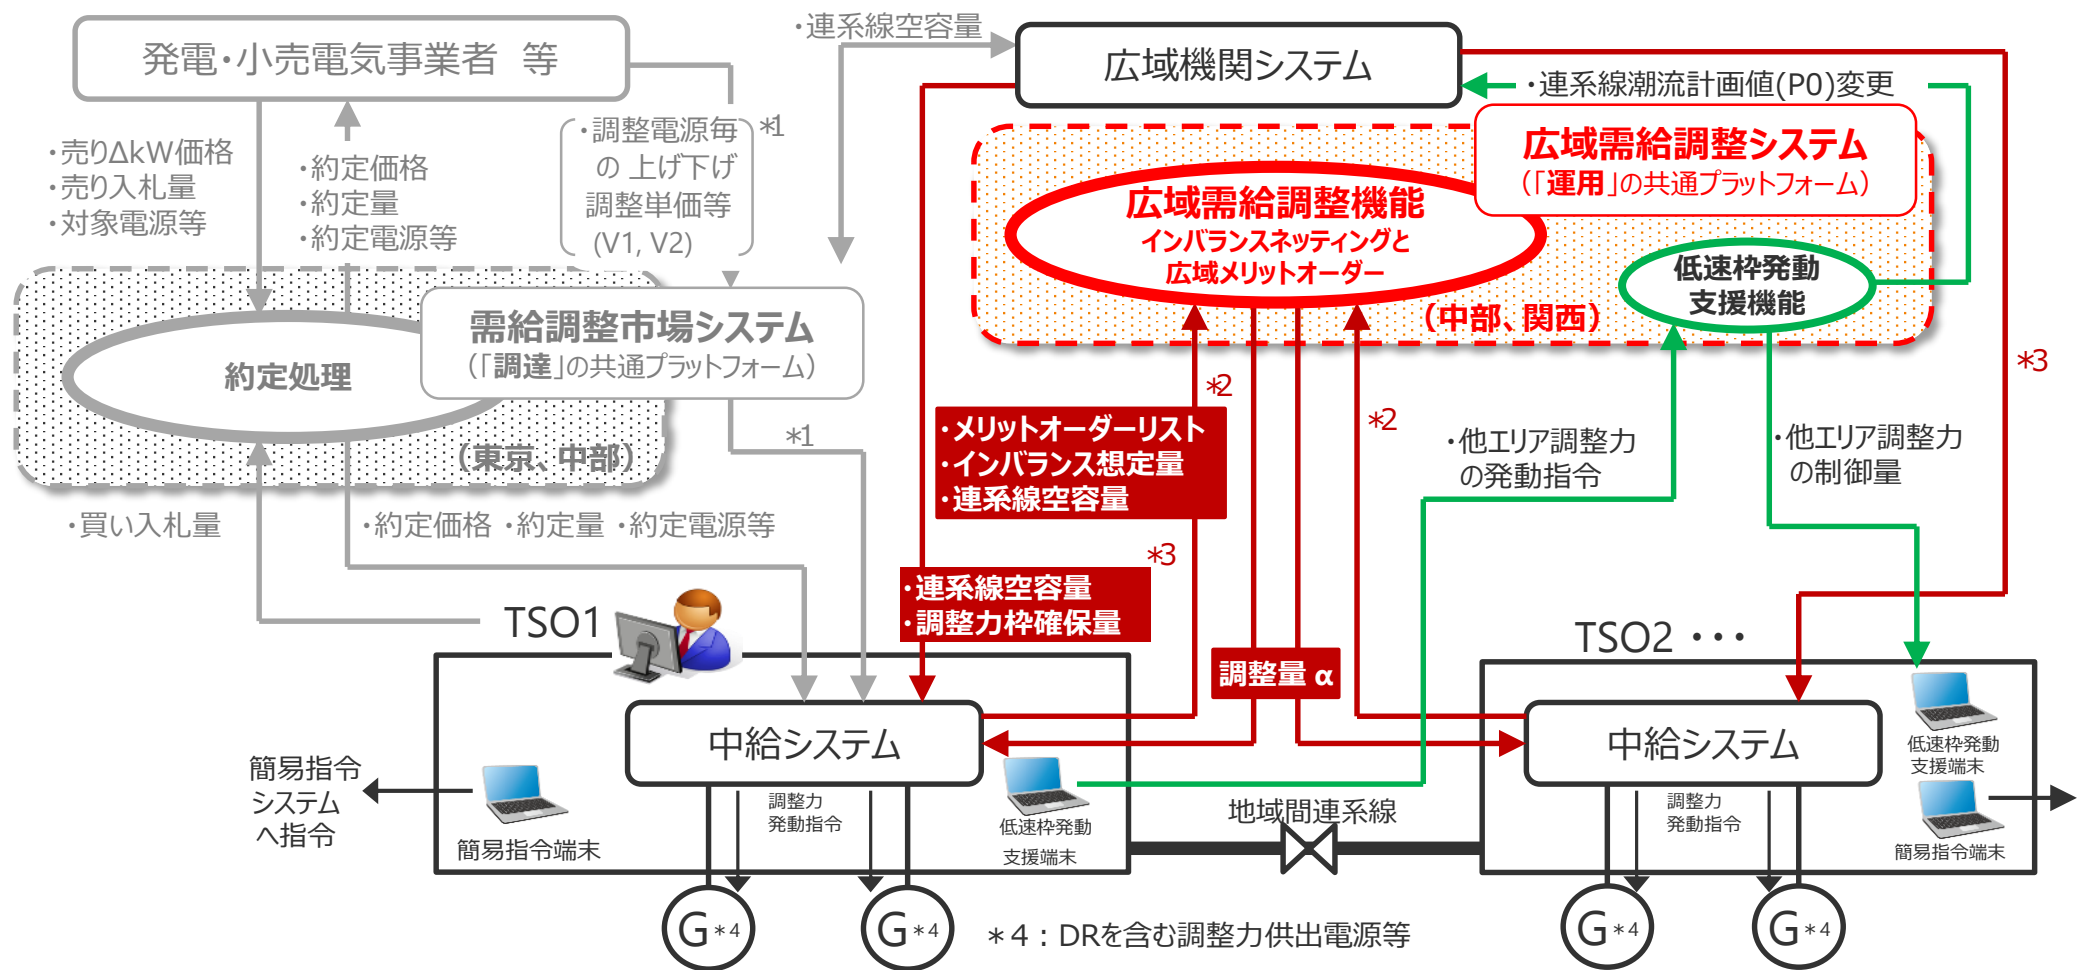 ・連系線空容量
発電・小売電気事業者 等
広域機関システム
・連系線潮流計画値(P0)変更
・売りΔkW価格
・売り入札量
・対象電源等
・約定価格
・約定量
・約定電源等
・調整電源毎
の 上げ下げ
調整単価等
(V1, V2)
*1
広域需給調整システム
(「運用」の共通プラットフォーム)
広域需給調整機能
インバランスネッティングと
広域メリットオーダー
低速枠発動
支援機能
(中部、関西)
需給調整市場システム
(「調達」の共通プラットフォーム)
約定処理
(東京、中部)
*1
*2
*2
*3
・メリットオーダーリスト
・インバランス想定量
・連系線空容量
・他エリア調整力
の発動指令
・他エリア調整力
の制御量
・買い入札量
・約定価格 ・約定量 ・約定電源等
*3
・連系線空容量
・調整力枠確保量
TSO1
TSO2 ・・・
調整量 α
中給システム
中給システム
低速枠発動
支援端末
簡易指令
システム
へ指令
簡易指令端末
調整力
発動指令
低速枠発動
支援端末
地域間連系線
調整力
発動指令
簡易指令端末
G*4
G*4
*4：DRを含む調整力供出電源等
G*4
G*4